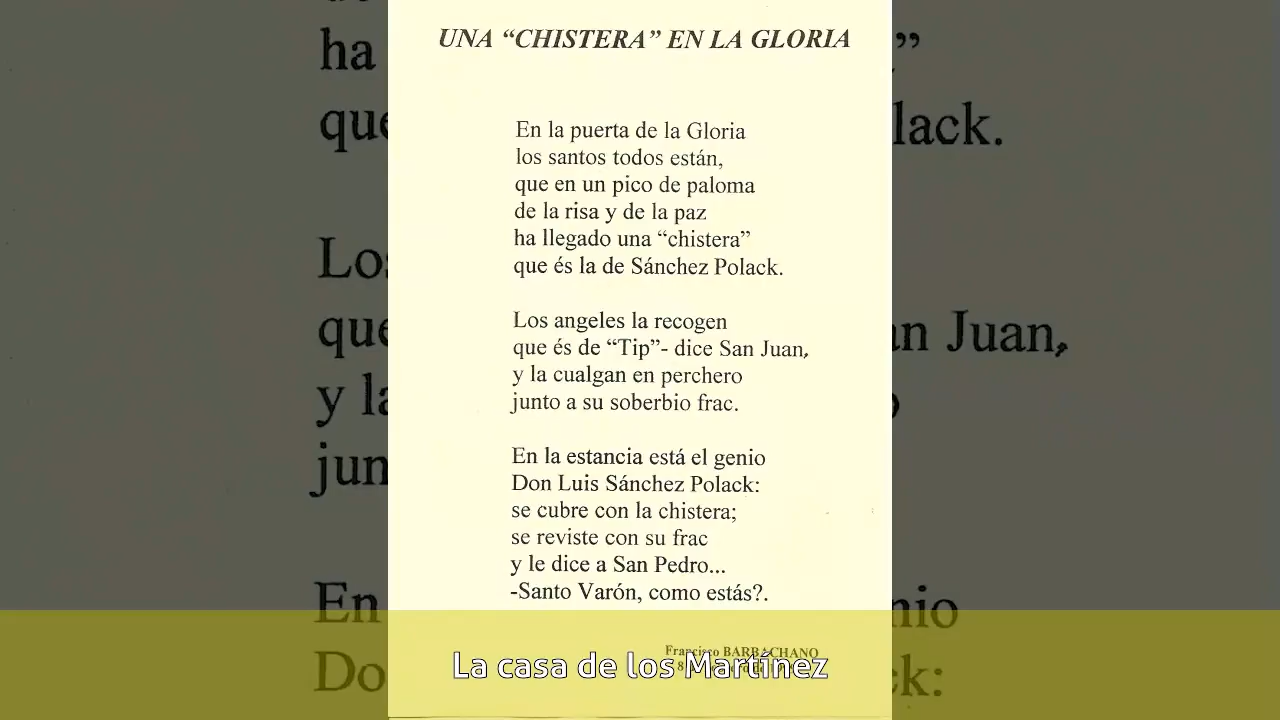 UNA “CHISTERA” EN LA GLORIA
En la puerta de la Gloria
los santos todos están,
que en un pico de paloma
de la risa y de la paz
ha llegado una “chistera”
que és la de Sánchez Polack.
Los angeles la recogen
que és de “Tip”- dice San Juan,
y la cualgan en perchero
junto a su soberbio frac.
En la estancia está el genio
Don Luis Sánchez Polack:
se cubre con la chistera;
se reviste con su frac
y le dice a San Pedro...
-Santo Varón, como estás?.
Francisco BARBACHANO
La casa de los Martínez